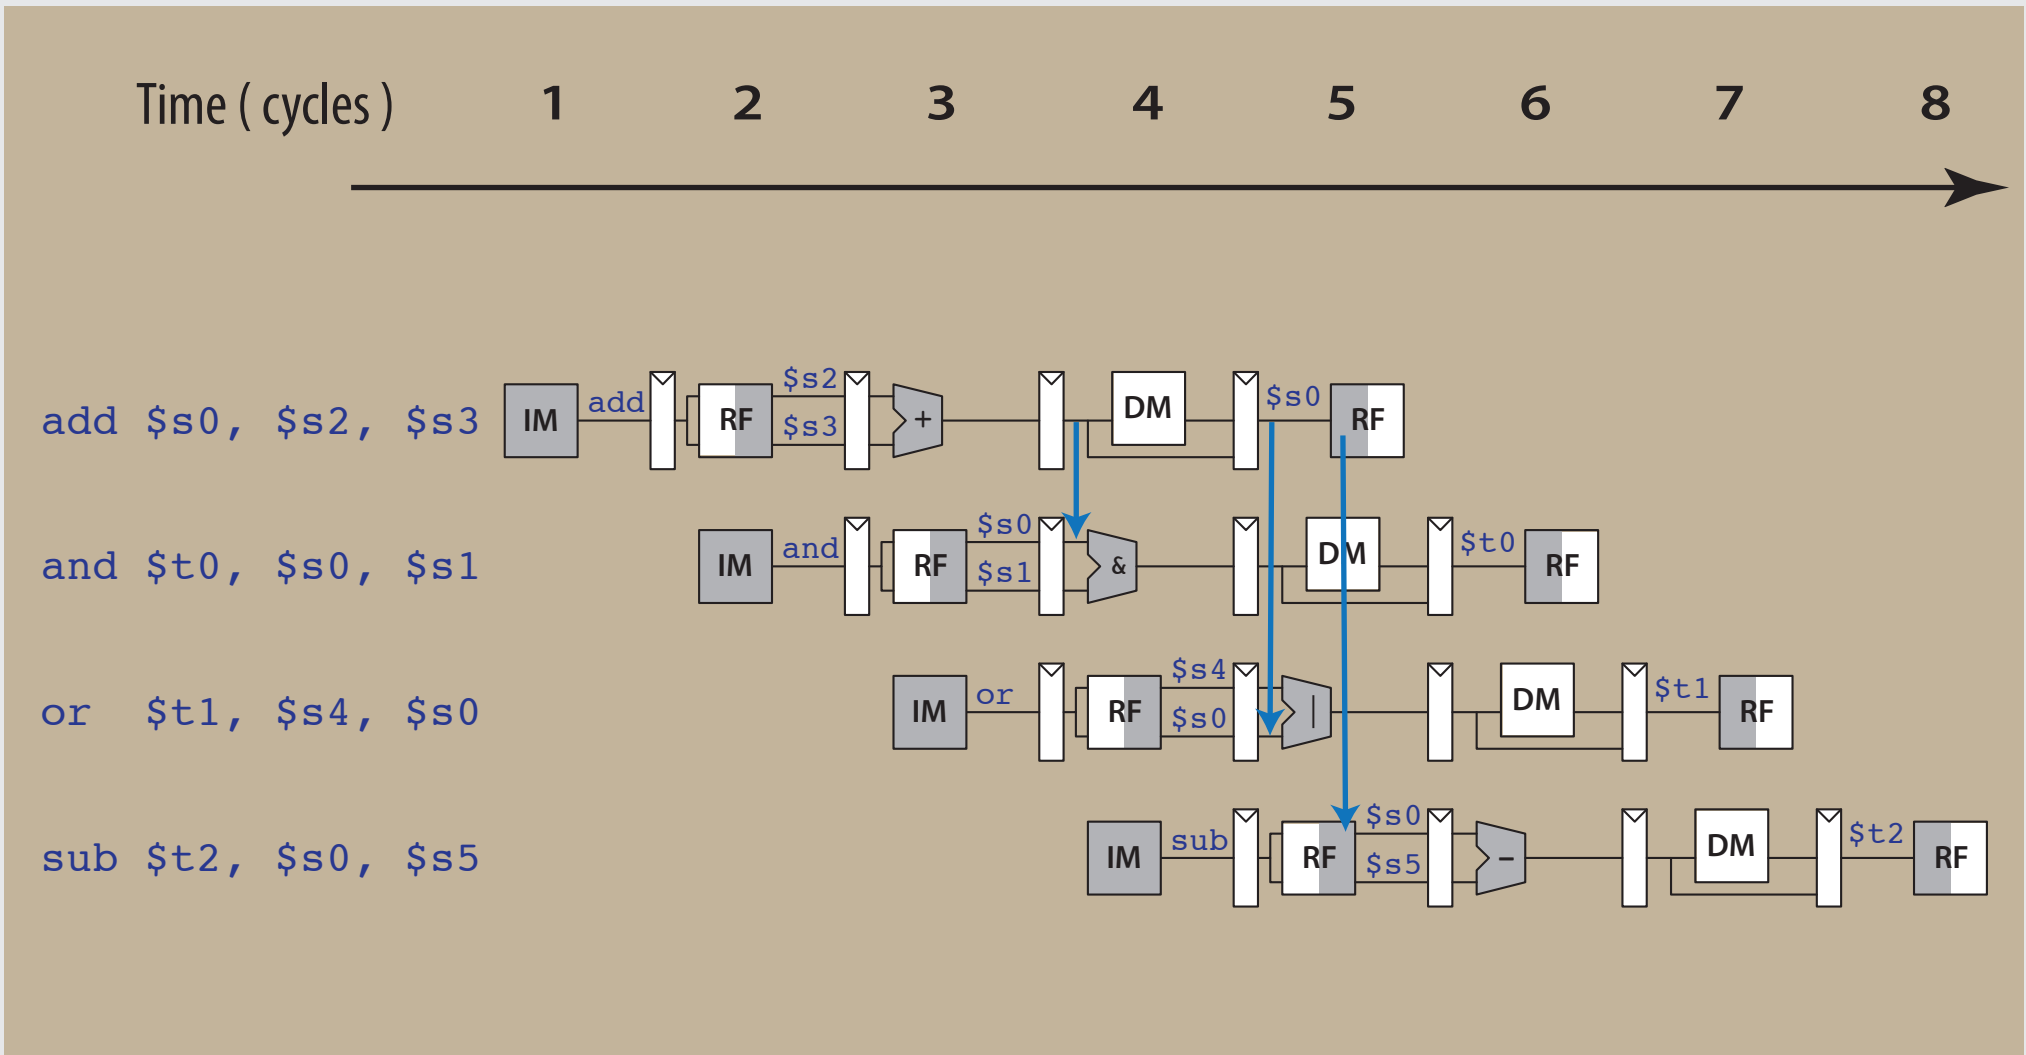 Time ( cycles ) 1 2 3 4 5 6 7 8
add $s0, $s2, $s3 IM add RF $s2 $s3 + DM $s0 RF
and $t0, $s0, $s1 IM and RF $s0 $s1 & DM $t0 RF
or $t1, $s4, $s0 IM or RF $s4 $s0 | DM $t1 RF
sub $t2, $s0, $s5 IM sub RF $s0 $s5 - DM $t2 RF